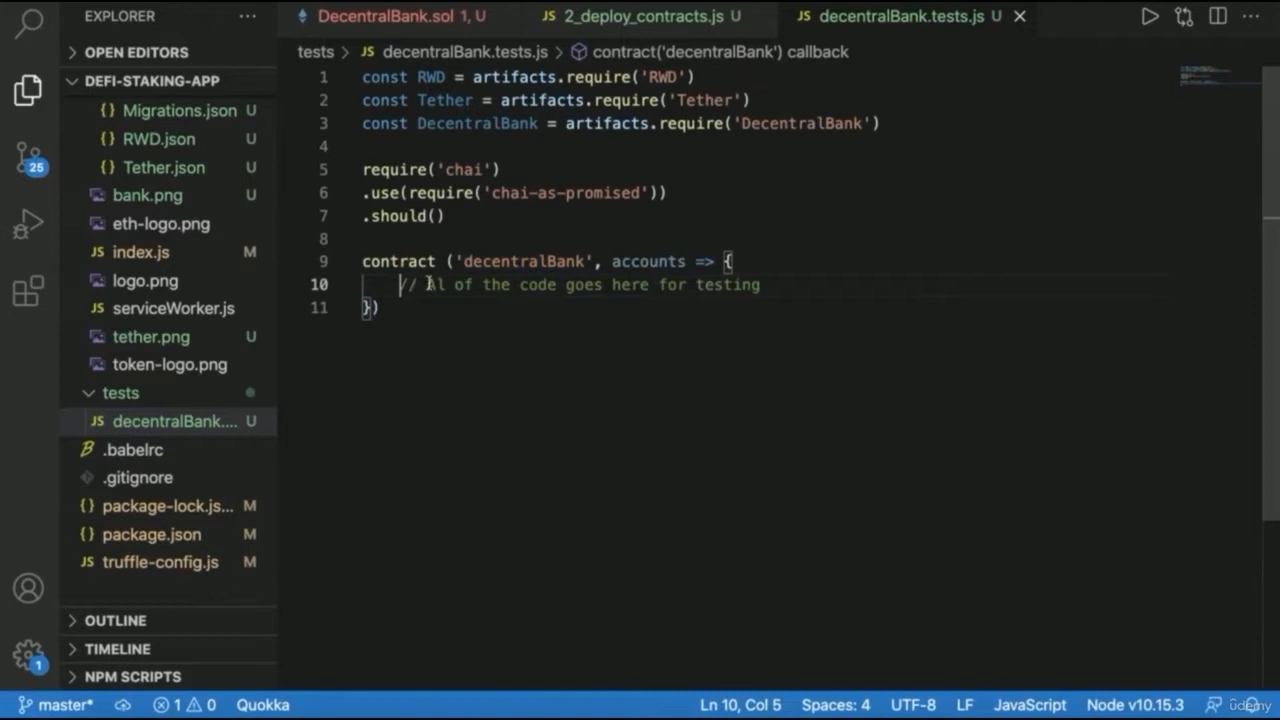 EXPLORER
DecentralBank.sol 1, U
2_deploy_contracts.js U
decentralBank.tests.js U
OPEN EDITORS
tests > decentralBank.tests.js > contract('decentralBank') callback
DEFI-STAKING-APP
Migrations.json U
RWD.json U
Tether.json U
bank.png U
eth-logo.png
index.js M
logo.png
serviceWorker.js
tether.png U
token-logo.png
tests
decentralBank.... U
.babelrc
.gitignore
package-lock.js... M
package.json M
truffle-config.js M
OUTLINE
TIMELINE
NPM SCRIPTS
25
1
1 const RWD = artifacts.require('RWD')
2 const Tether = artifacts.require('Tether')
3 const DecentralBank = artifacts.require('DecentralBank')
4
5 require('chai')
6 .use(require('chai-as-promised'))
7 .should()
8
9 contract ('decentralBank', accounts => {
10 // All of the code goes here for testing
11 })
master* 1 0 Quokka Ln 10, Col 5 Spaces: 4 UTF-8 LF JavaScript Node v10.15.3
udemy